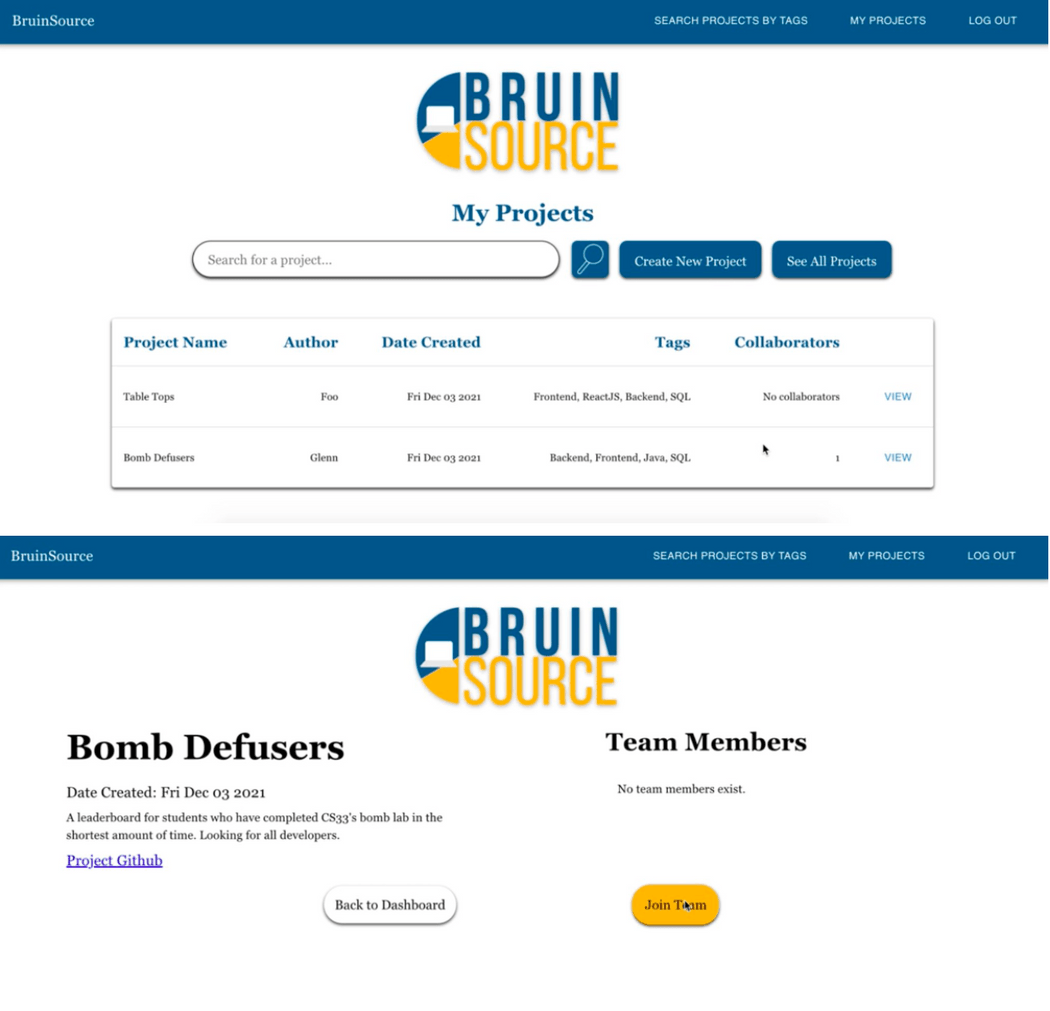 BruinSource SEARCH PROJECTS BY TAGS MY PROJECTS LOG OUT
BRUIN
SOURCE
My Projects
Search for a project... Create New Project See All Projects
Project Name Author Date Created Tags Collaborators
Table Tops Foo Fri Dec 03 2021 Frontend, ReactJS, Backend, SQL No collaborators VIEW
Bomb Defusers Glenn Fri Dec 03 2021 Backend, Frontend, Java, SQL 1 VIEW
BruinSource SEARCH PROJECTS BY TAGS MY PROJECTS LOG OUT
BRUIN
SOURCE
Bomb Defusers
Date Created: Fri Dec 03 2021
A leaderboard for students who have completed CS33's bomb lab in the
shortest amount of time. Looking for all developers.
Project Github
Team Members
No team members exist.
Back to Dashboard Join Team